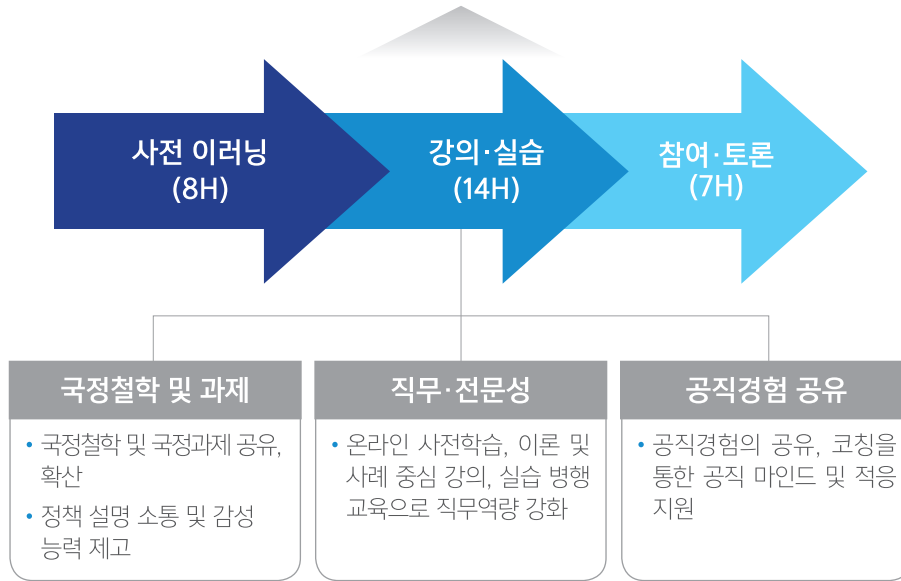 사전 이러닝
(8H)
강의·실습
(14H)
참여·토론
(7H)
국정철학 및 과제
• 국정철학 및 국정과제 공유,
확산
• 정책 설명 소통 및 감성
능력 제고
직무·전문성
• 온라인 사전학습, 이론 및
사례 중심 강의, 실습 병행
교육으로 직무역량 강화
공직경험 공유
• 공직경험의 공유, 코칭을
통한 공직 마인드 및 적응
지원